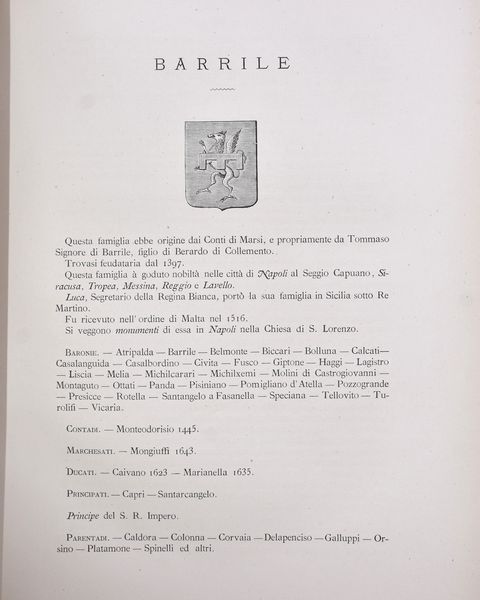 BARRILE
Questa famiglia ebbe origine dai Conti di Marsi, e propriamente da Tommaso
Signore di Barrile, figlio di Berardo di Collemento.
Trovasi feudataria dal 1397.
Questa famiglia à goduto nobiltà nelle città di Napoli al Seggio Capuano, Si-
racusa, Tropea, Messina, Reggio e Lavello.
Luca, Segretario della Regina Bianca, portò la sua famiglia in Sicilia sotto Re
Martino.
Fu ricevuto nell'ordine di Malta nel 1516.
Si veggono monumenti di essa in Napoli nella Chiesa di S. Lorenzo.
BARONIE. — Atripalda — Barrile — Belmonte — Biccari — Bolluna — Calcati—
Casalanguida — Casalbordino — Civita — Fusco — Giptone — Haggi — Lagistro
— Liscia — Melia — Michilcarari — Michilxemi — Molini di Castrogiovanni —
Montaguto — Ottati — Panda — Pisiniano — Pomigliano d'Atella — Pozzogrande
— Presicce — Rotella — Santangelo a Fasanella — Speciana — Tellovito — Tu-
rolifi — Vicaria.
CONTADI. — Monteodorisio 1445.
MARCHESATI. — Mongiuffi 1643.
DUCATI. — Caivano 1623 — Marianella 1635.
PRINCIPATI. — Capri — Santarcangelo.
Principe del S. R. Impero.
PARENTADI. — Caldora — Colonna — Corvaia — Delapenciso —Galluppi — Or-
sino — Platamone — Spinelli ed altri.